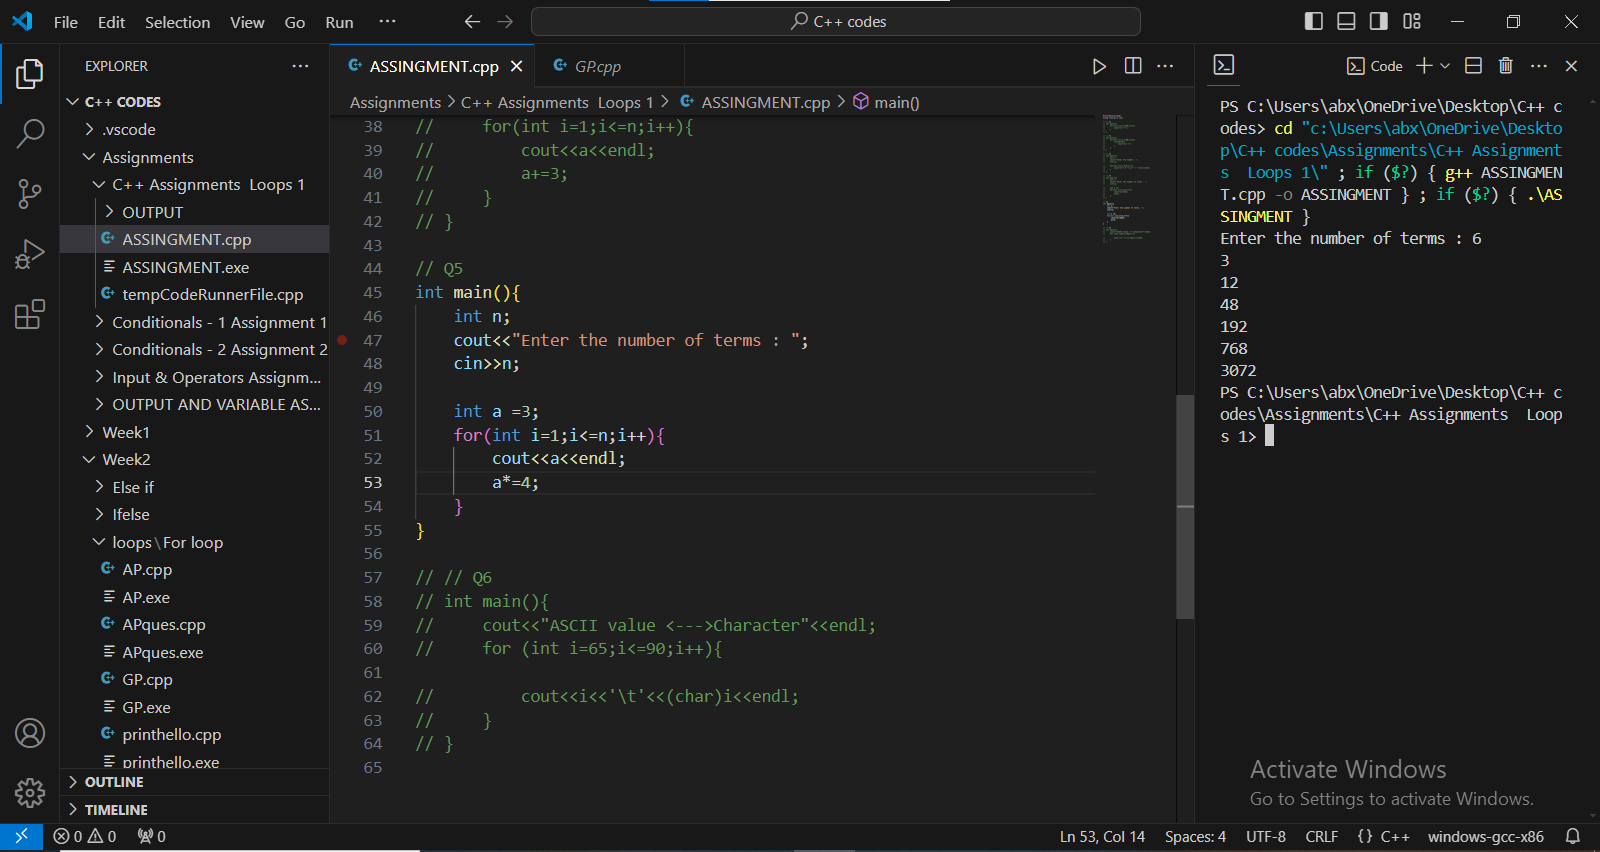 File Edit Selection View Go Run ··· C++ codes
EXPLORER ···
C++ CODES
.vscode
Assignments
C++ Assignments Loops 1
OUTPUT
ASSINGMENT.cpp
ASSINGMENT.exe
tempCodeRunnerFile.cpp
Conditionals - 1 Assignment 1
Conditionals - 2 Assignment 2
Input & Operators Assignm...
OUTPUT AND VARIABLE AS...
Week1
Week2
Else if
Ifelse
loops\For loop
AP.cpp
AP.exe
APques.cpp
APques.exe
GP.cpp
GP.exe
printhello.cpp
printhello.exe
OUTLINE
TIMELINE
ASSINGMENT.cpp GP.cpp
Assignments > C++ Assignments Loops 1 > ASSINGMENT.cpp > main()
38 //     for(int i=1;i<=n;i++){
39 //         cout<<a<<endl;
40 //         a+=3;
41 //     }
42 // }
43
44 // Q5
45 int main(){
46     int n;
47     cout<<"Enter the number of terms : ";
48     cin>>n;
49
50     int a =3;
51     for(int i=1;i<=n;i++){
52         cout<<a<<endl;
53         a*=4;
54     }
55 }
56
57 // // Q6
58 // int main(){
59 //     cout<<"ASCII value <--->Character"<<endl;
60 //     for (int i=65;i<=90;i++){
61
62 //         cout<<i<<'\t'<<(char)i<<endl;
63 //     }
64 // }
65
Code
PS C:\Users\abx\OneDrive\Desktop\C++ c
odes> cd "c:\Users\abx\OneDrive\Deskto
p\C++ codes\Assignments\C++ Assignment
s  Loops 1\" ; if ($?) { g++ ASSINGMEN
T.cpp -o ASSINGMENT } ; if ($?) { .\AS
SINGMENT }
Enter the number of terms : 6
3
12
48
192
768
3072
PS C:\Users\abx\OneDrive\Desktop\C++ c
odes\Assignments\C++ Assignments  Loop
s 1>
Activate Windows
Go to Settings to activate Windows.
0 0 0 Ln 53, Col 14 Spaces: 4 UTF-8 CRLF {} C++ windows-gcc-x86